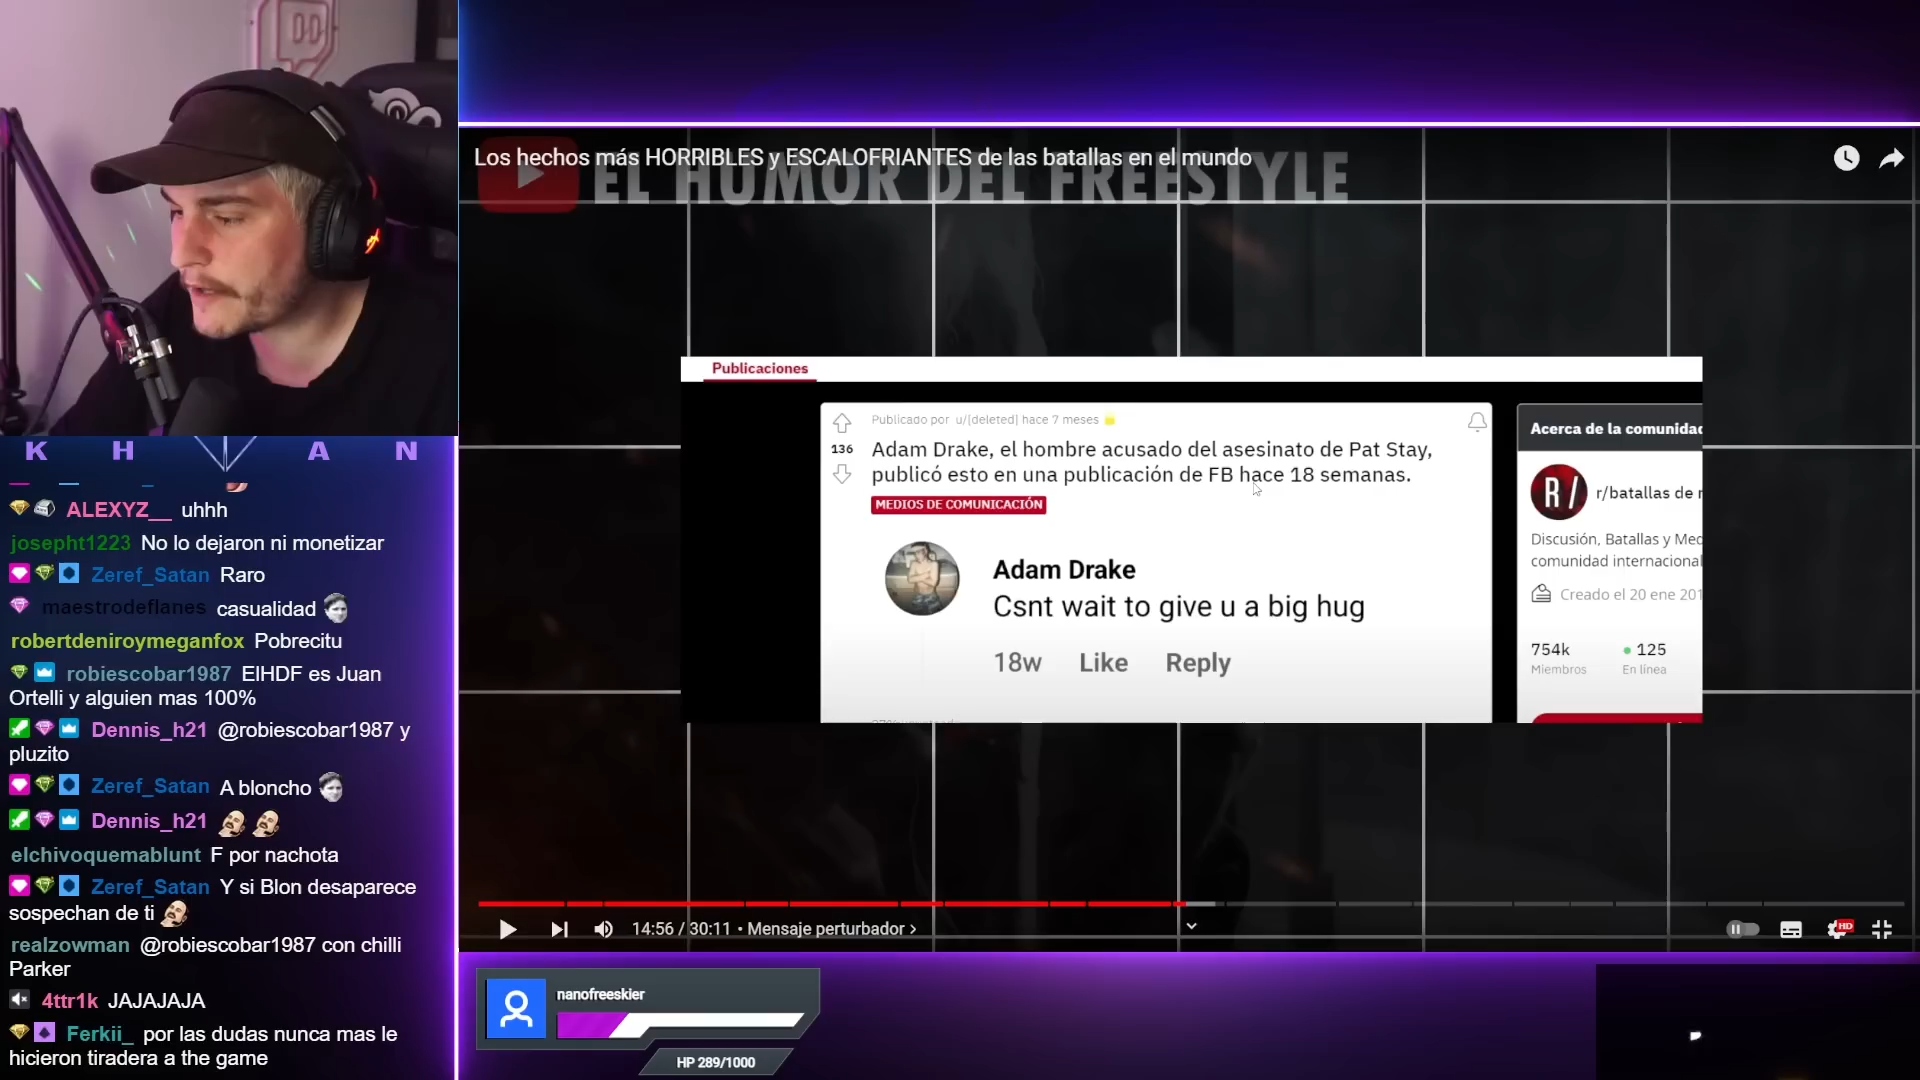 K H A N
ALEXYZ__ uhhh
josepht1223 No lo dejaron ni monetizar
Zeref_Satan Raro
maestrodeflanes casualidad
robertdeniroymeganfox Pobrecitu
robiescobar1987 ElHDF es Juan
Ortelli y alguien mas 100%
Dennis_h21 @robiescobar1987 y
pluzito
Zeref_Satan A bloncho
Dennis_h21
elchivoquemablunt F por nachota
Zeref_Satan Y si Blon desaparece
sospechan de ti
realzowman @robiescobar1987 con chilli
Parker
4ttr1k JAJAJAJA
Ferkii_ por las dudas nunca mas le
hicieron tiradera a the game
Los hechos más HORRIBLES y ESCALOFRIANTES de las batallas en el mundo
EL HUMOR DEL FREESTYLE
Publicaciones
Publicado por u/[deleted] hace 7 meses
136
Adam Drake, el hombre acusado del asesinato de Pat Stay,
publicó esto en una publicación de FB hace 18 semanas.
MEDIOS DE COMUNICACIÓN
Adam Drake
Csnt wait to give u a big hug
18w Like Reply
Acerca de la comunidad
R/
r/batallas de r
Discusión, Batallas y Med
comunidad internacional
Creado el 20 ene 201
754k 125
Miembros En línea
14:56 / 30:11 • Mensaje perturbador >
HD
nanofreeskier
HP 289/1000